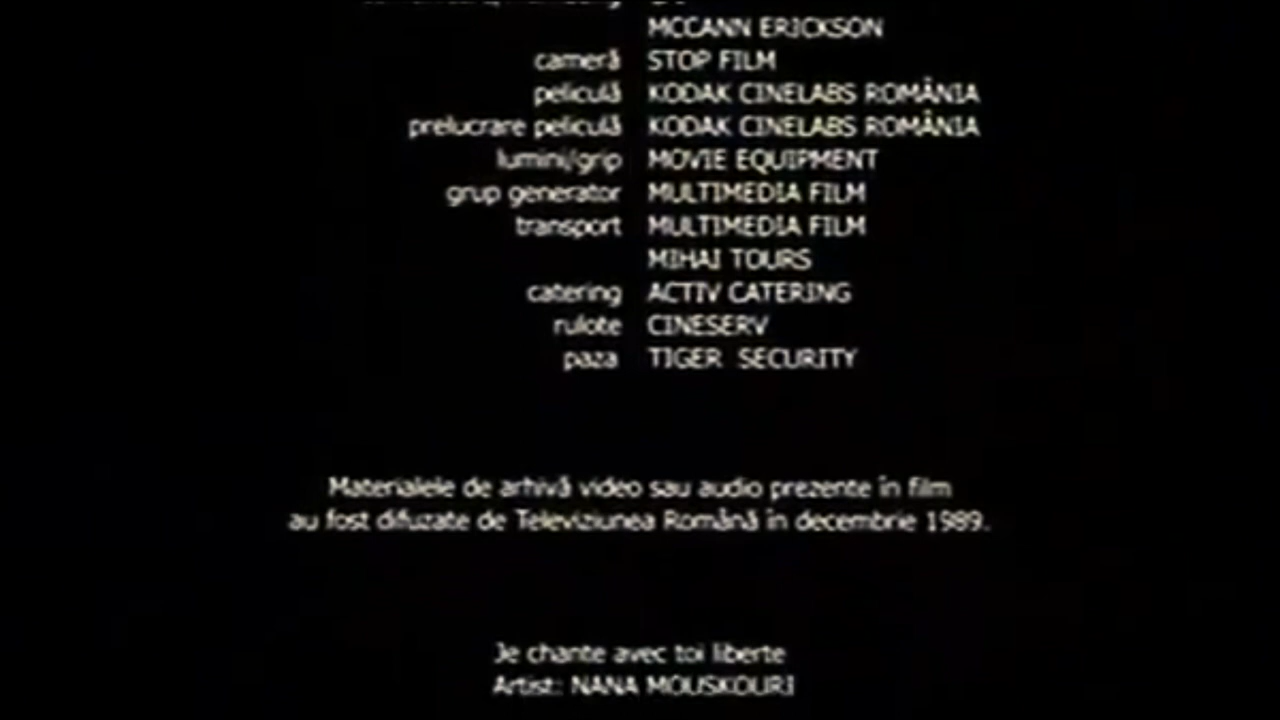 MCCANN ERICKSON
cameră STOP FILM
peliculă KODAK CINELABS ROMÂNIA
prelucrare peliculă KODAK CINELABS ROMÂNIA
lumini/grip MOVIE EQUIPMENT
grup generator MULTIMEDIA FILM
transport MULTIMEDIA FILM
MIHAI TOURS
catering ACTIV CATERING
rulote CINESERV
paza TIGER SECURITY
Materialele de arhivă video sau audio prezente în film
au fost difuzate de Televiziunea Română în decembrie 1989.
Je chante avec toi liberte
Artist: NANA MOUSKOURI